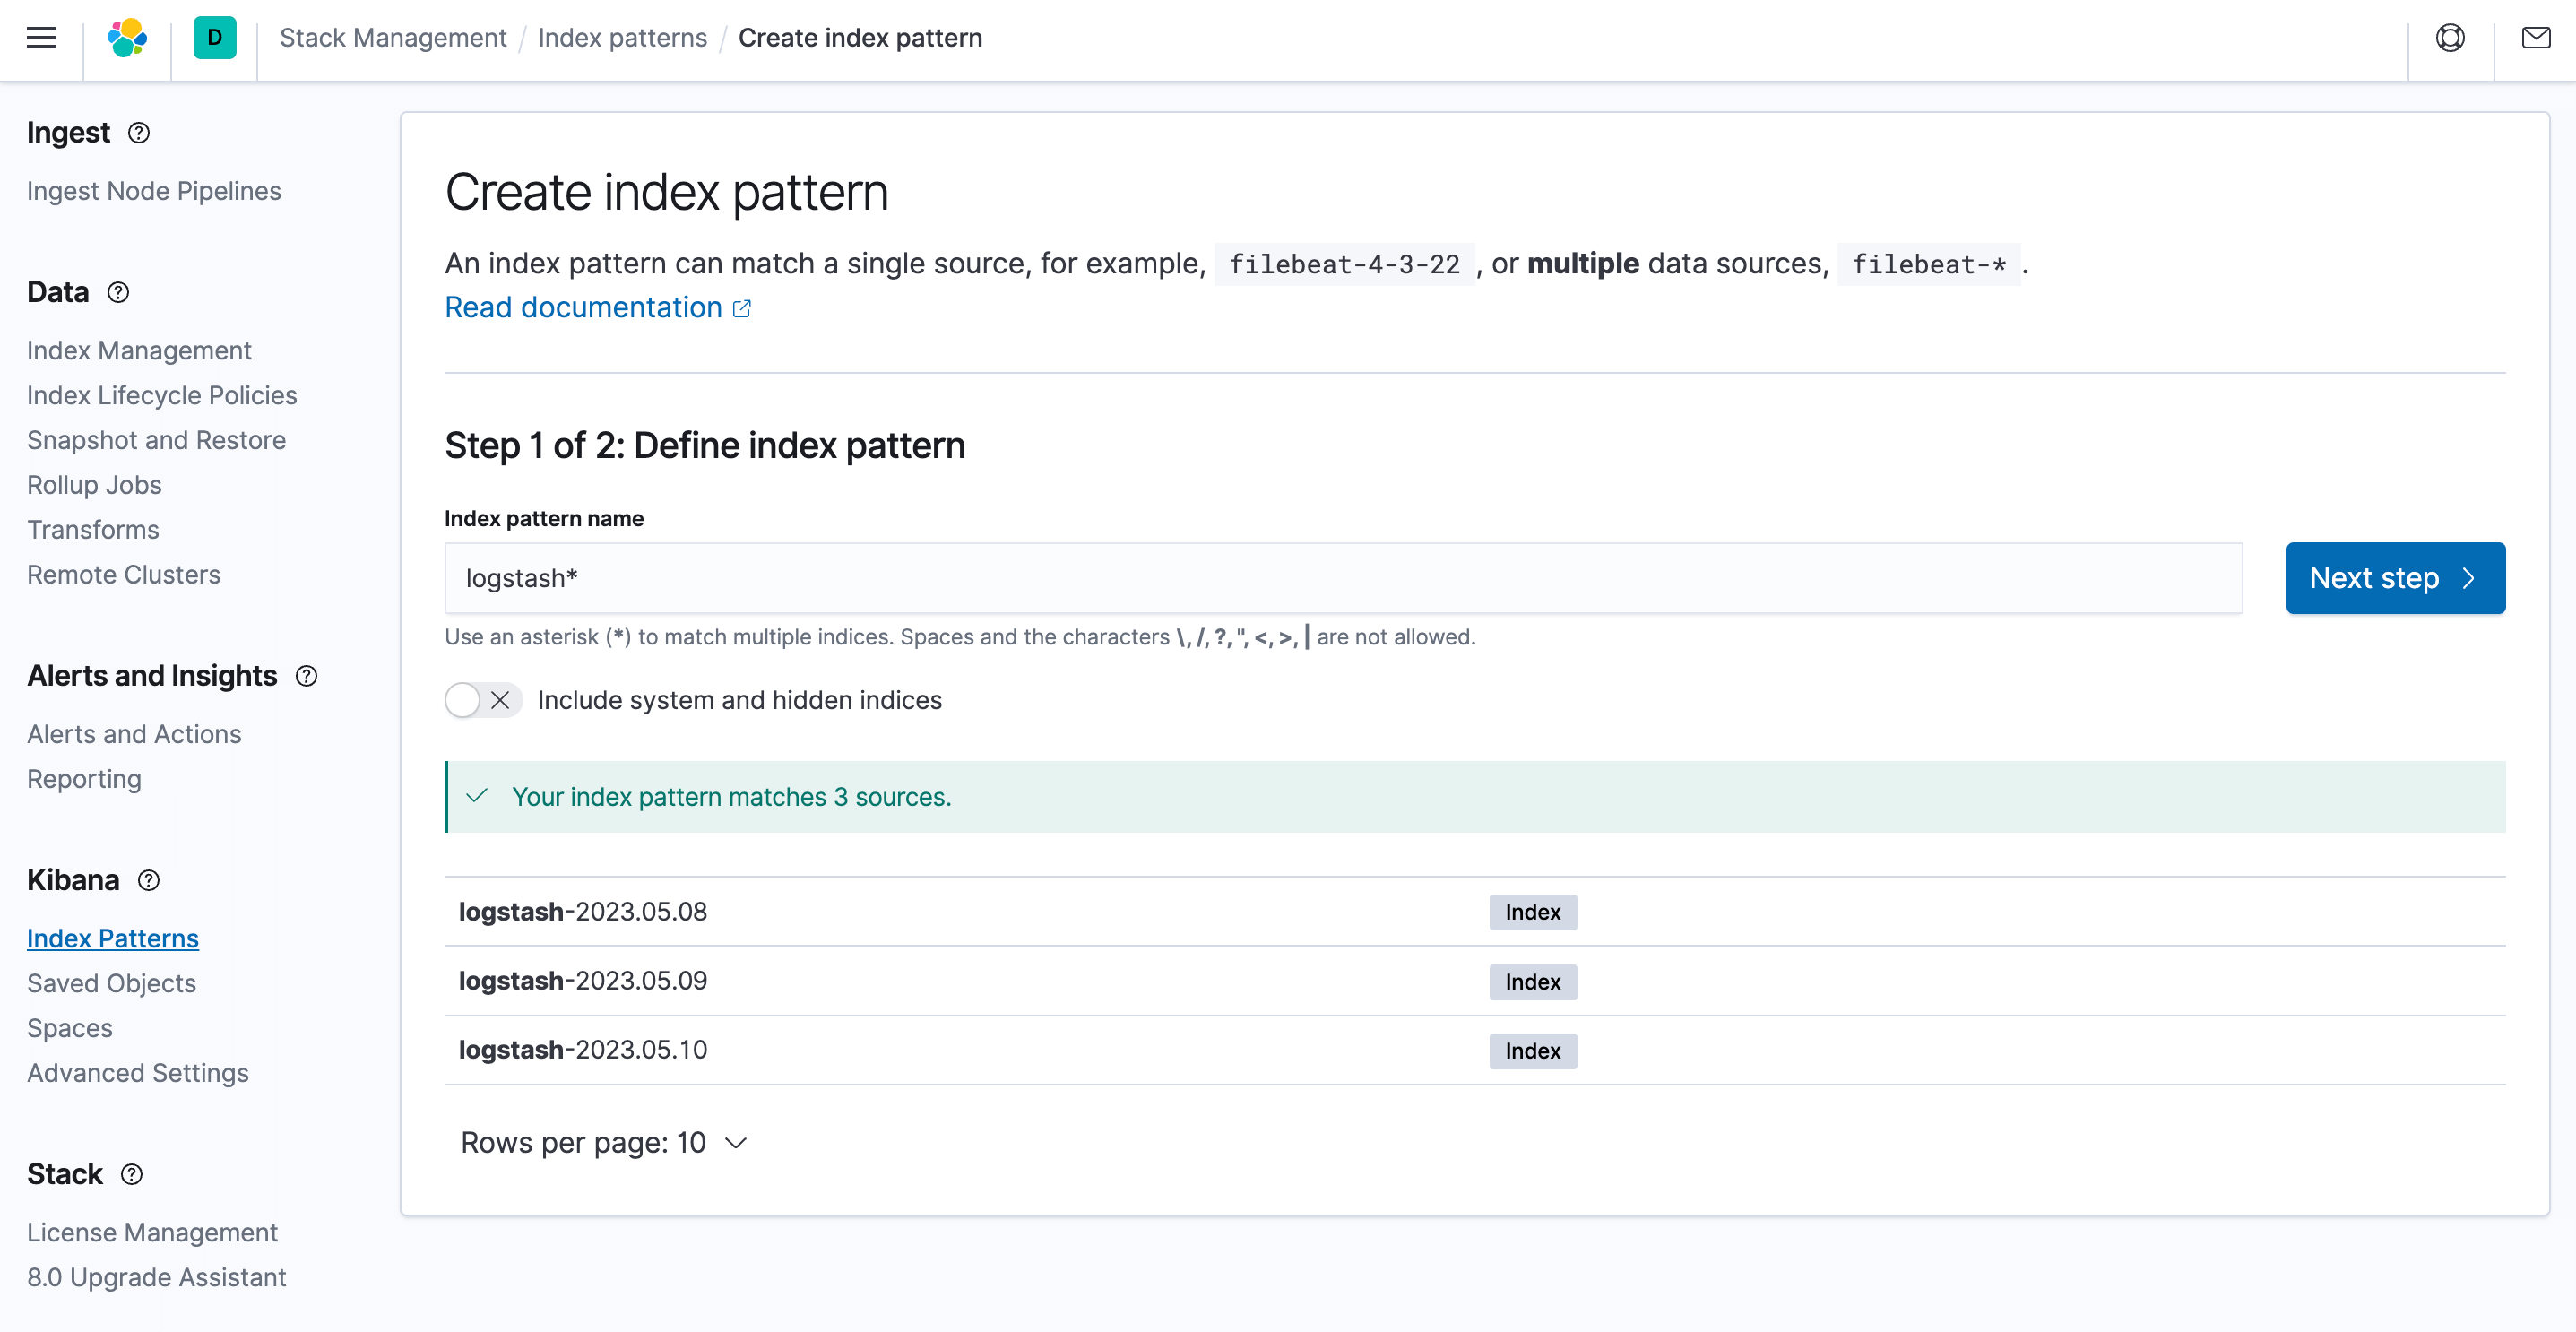 D
Stack Management / Index patterns / Create index pattern
Ingest
Ingest Node Pipelines
Data
Index Management
Index Lifecycle Policies
Snapshot and Restore
Rollup Jobs
Transforms
Remote Clusters
Alerts and Insights
Alerts and Actions
Reporting
Kibana
Index Patterns
Saved Objects
Spaces
Advanced Settings
Stack
License Management
8.0 Upgrade Assistant
Create index pattern
An index pattern can match a single source, for example, filebeat-4-3-22 , or multiple data sources, filebeat-* .
Read documentation
Step 1 of 2: Define index pattern
Index pattern name
logstash*
Next step
Use an asterisk (*) to match multiple indices. Spaces and the characters \, /, ?, ", <, >, | are not allowed.
Include system and hidden indices
Your index pattern matches 3 sources.
logstash-2023.05.08 Index
logstash-2023.05.09 Index
logstash-2023.05.10 Index
Rows per page: 10